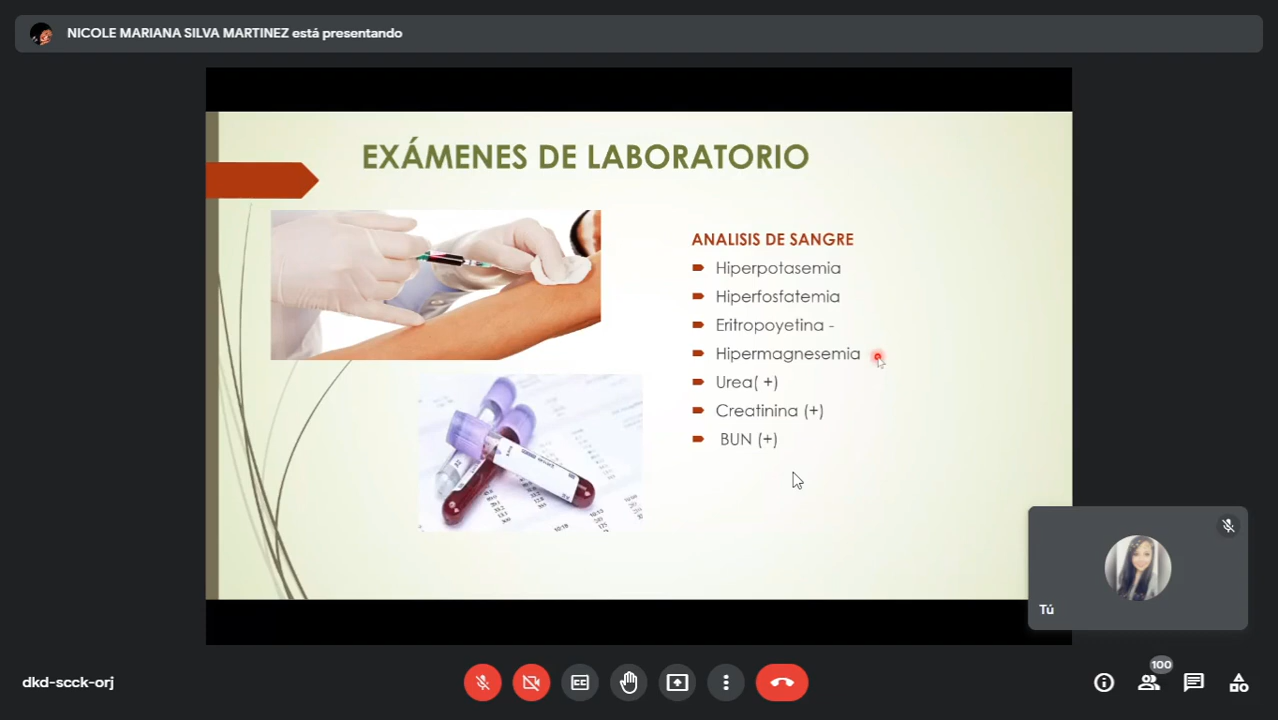 NICOLE MARIANA SILVA MARTINEZ está presentando
EXÁMENES DE LABORATORIO
ANALISIS DE SANGRE
Hiperpotasemia
Hiperfosfatemia
Eritropoyetina -
Hipermagnesemia
Urea( +)
Creatinina (+)
BUN (+)
Tú
dkd-scck-orj
100